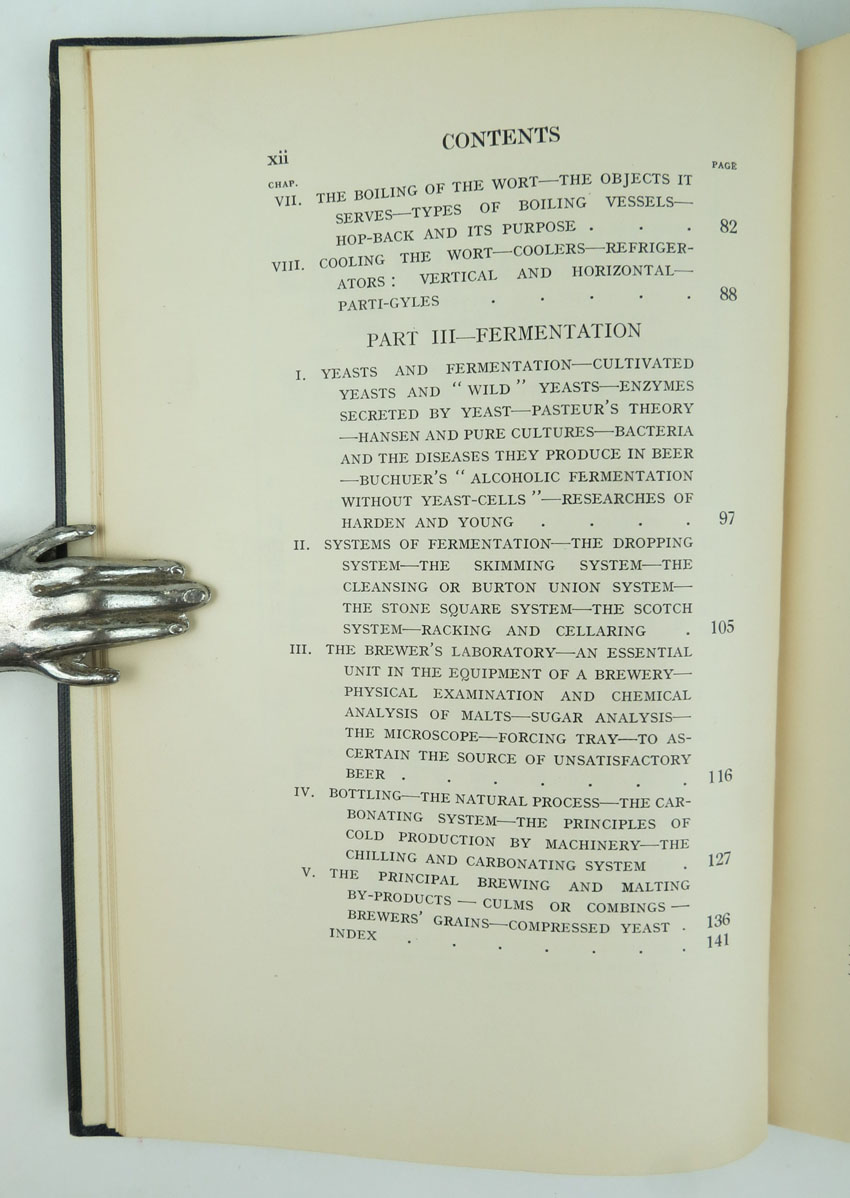 xii
CONTENTS
CHAP.
PAGE
VII. THE BOILING OF THE WORT—THE OBJECTS IT
SERVES—TYPES OF BOILING VESSELS—
HOP-BACK AND ITS PURPOSE . . . 82
VIII. COOLING THE WORT—COOLERS—REFRIGER-
ATORS: VERTICAL AND HORIZONTAL—
PARTI-GYLES . . . . . 88
PART III—FERMENTATION
I. YEASTS AND FERMENTATION—CULTIVATED
YEASTS AND “WILD” YEASTS—ENZYMES
SECRETED BY YEAST—PASTEUR'S THEORY
—HANSEN AND PURE CULTURES—BACTERIA
AND THE DISEASES THEY PRODUCE IN BEER
—BUCHUER'S “ALCOHOLIC FERMENTATION
WITHOUT YEAST-CELLS”—RESEARCHES OF
HARDEN AND YOUNG . . . . 97
II. SYSTEMS OF FERMENTATION—THE DROPPING
SYSTEM—THE SKIMMING SYSTEM—THE
CLEANSING OR BURTON UNION SYSTEM—
THE STONE SQUARE SYSTEM—THE SCOTCH
SYSTEM—RACKING AND CELLARING . 105
III. THE BREWER'S LABORATORY—AN ESSENTIAL
UNIT IN THE EQUIPMENT OF A BREWERY—
PHYSICAL EXAMINATION AND CHEMICAL
ANALYSIS OF MALTS—SUGAR ANALYSIS—
THE MICROSCOPE—FORCING TRAY—TO AS-
CERTAIN THE SOURCE OF UNSATISFACTORY
BEER . . . . . . . 116
IV. BOTTLING—THE NATURAL PROCESS—THE CAR-
BONATING SYSTEM—THE PRINCIPLES OF
COLD PRODUCTION BY MACHINERY—THE
CHILLING AND CARBONATING SYSTEM . 127
V. THE PRINCIPAL BREWING AND MALTING
BY-PRODUCTS — CULMS OR COMBINGS —
BREWERS' GRAINS—COMPRESSED YEAST . 136
INDEX . . . . . . . 141